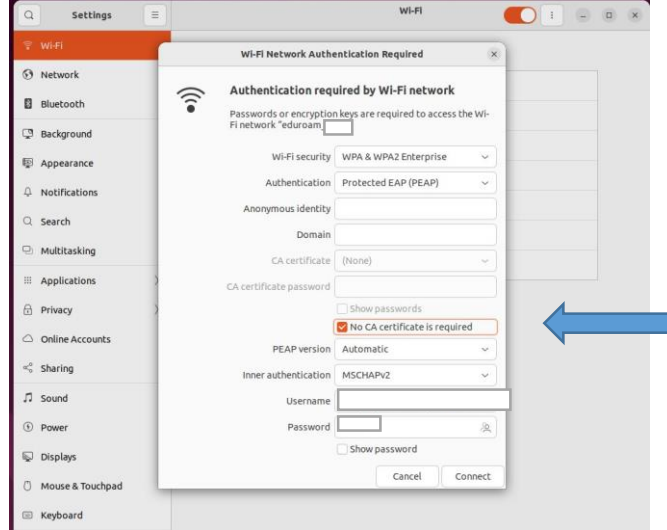 Settings
Wi-Fi
Wi-Fi
Network
Bluetooth
Background
Appearance
Notifications
Search
Multitasking
Applications
Privacy
Online Accounts
Sharing
Sound
Power
Displays
Mouse & Touchpad
Keyboard
Wi-Fi Network Authentication Required
Authentication required by Wi-Fi network
Passwords or encryption keys are required to access the Wi-
Fi network "eduroam
Wi-Fi security WPA & WPA2 Enterprise
Authentication Protected EAP (PEAP)
Anonymous identity
Domain
CA certificate (None)
CA certificate password
Show passwords
No CA certificate is required
PEAP version Automatic
Inner authentication MSCHAPv2
Username
Password
Show password
Cancel Connect